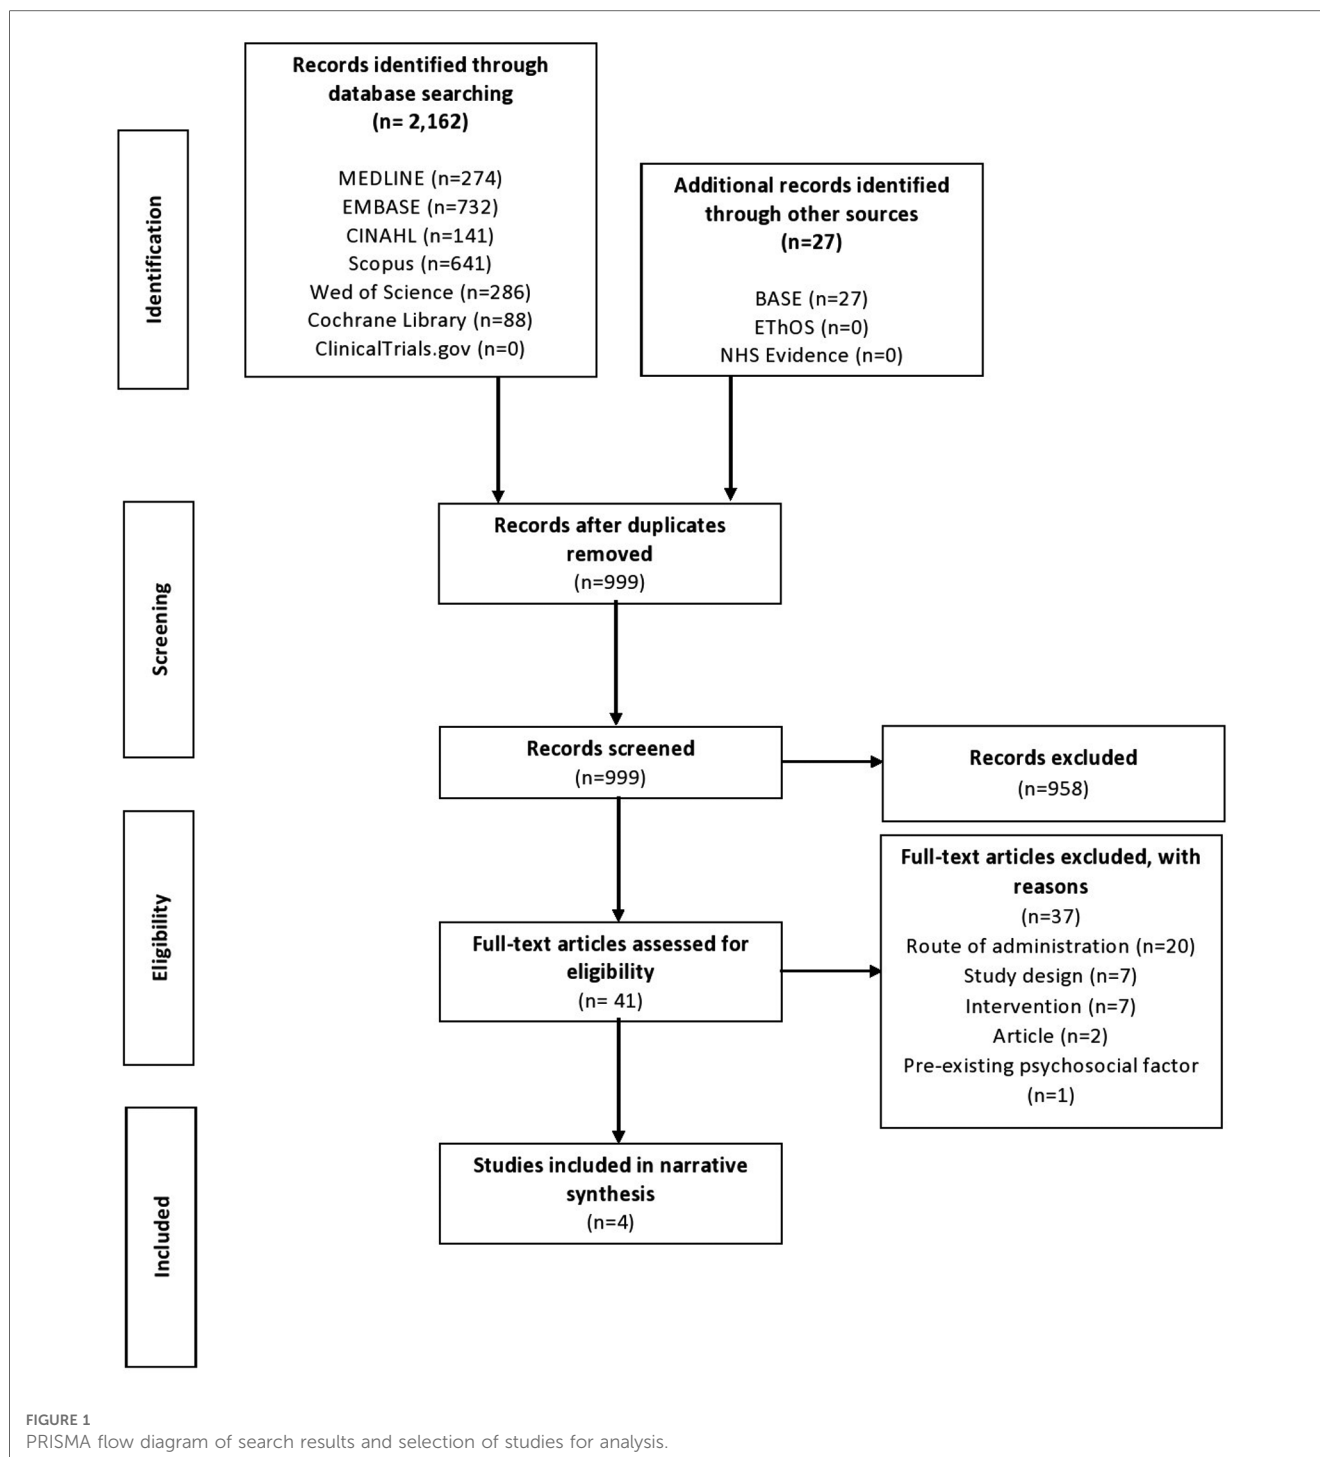 Identification
Records identified through
database searching
(n= 2,162)
MEDLINE (n=274)
EMBASE (n=732)
CINAHL (n=141)
Scopus (n=641)
Wed of Science (n=286)
Cochrane Library (n=88)
ClinicalTrials.gov (n=0)
Additional records identified
through other sources
(n=27)
BASE (n=27)
EThOS (n=0)
NHS Evidence (n=0)
Screening
Records after duplicates
removed
(n=999)
Records screened
(n=999)
Records excluded
(n=958)
Eligibility
Full-text articles assessed for
eligibility
(n= 41)
Full-text articles excluded, with
reasons
(n=37)
Route of administration (n=20)
Study design (n=7)
Intervention (n=7)
Article (n=2)
Pre-existing psychosocial factor
(n=1)
Included
Studies included in narrative
synthesis
(n=4)
FIGURE 1
PRISMA flow diagram of search results and selection of studies for analysis.